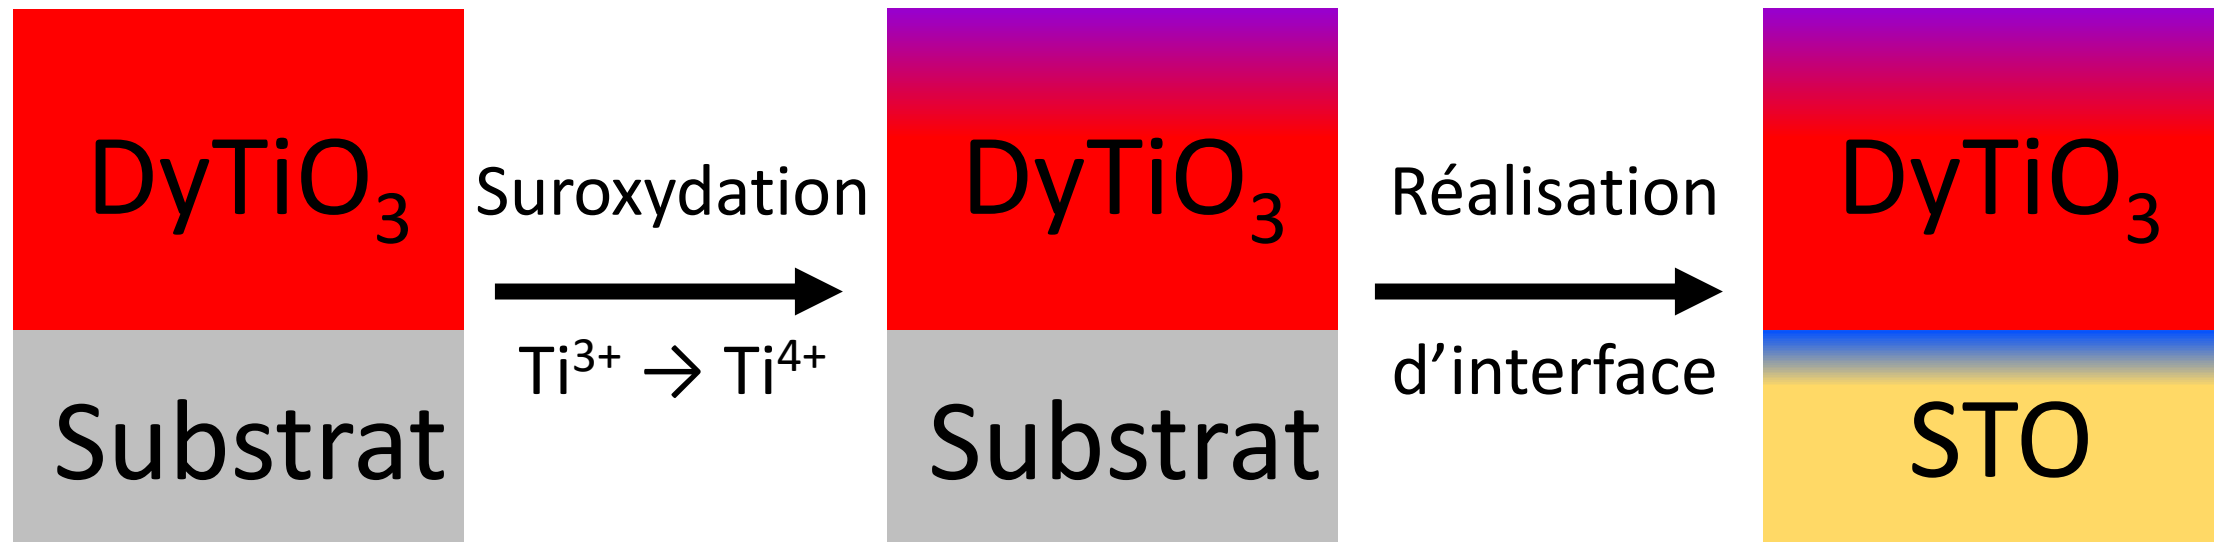 DyTiO₃
Substrat
Suroxydation
Ti³⁺ → Ti⁴⁺
DyTiO₃
Substrat
Réalisation
d’interface
DyTiO₃
STO